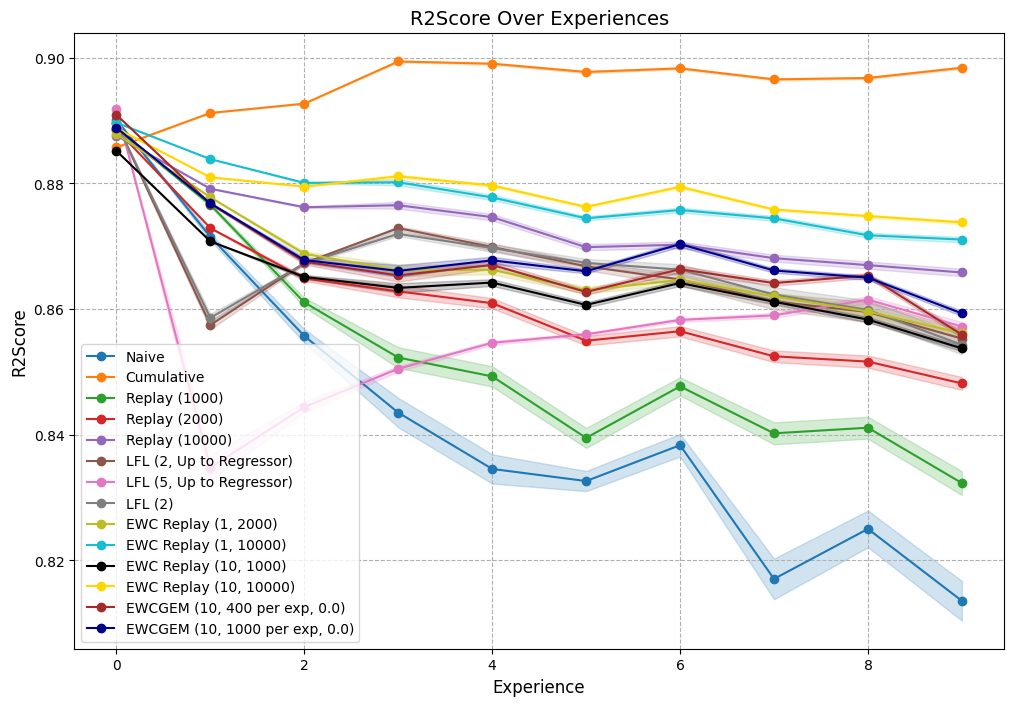 R2Score Over Experiences
R2Score
0.90
0.88
0.86
0.84
0.82
Naive
Cumulative
Replay (1000)
Replay (2000)
Replay (10000)
LFL (2, Up to Regressor)
LFL (5, Up to Regressor)
LFL (2)
EWC Replay (1, 2000)
EWC Replay (1, 10000)
EWC Replay (10, 1000)
EWC Replay (10, 10000)
EWCGEM (10, 400 per exp, 0.0)
EWCGEM (10, 1000 per exp, 0.0)
0 2 4 6 8
Experience